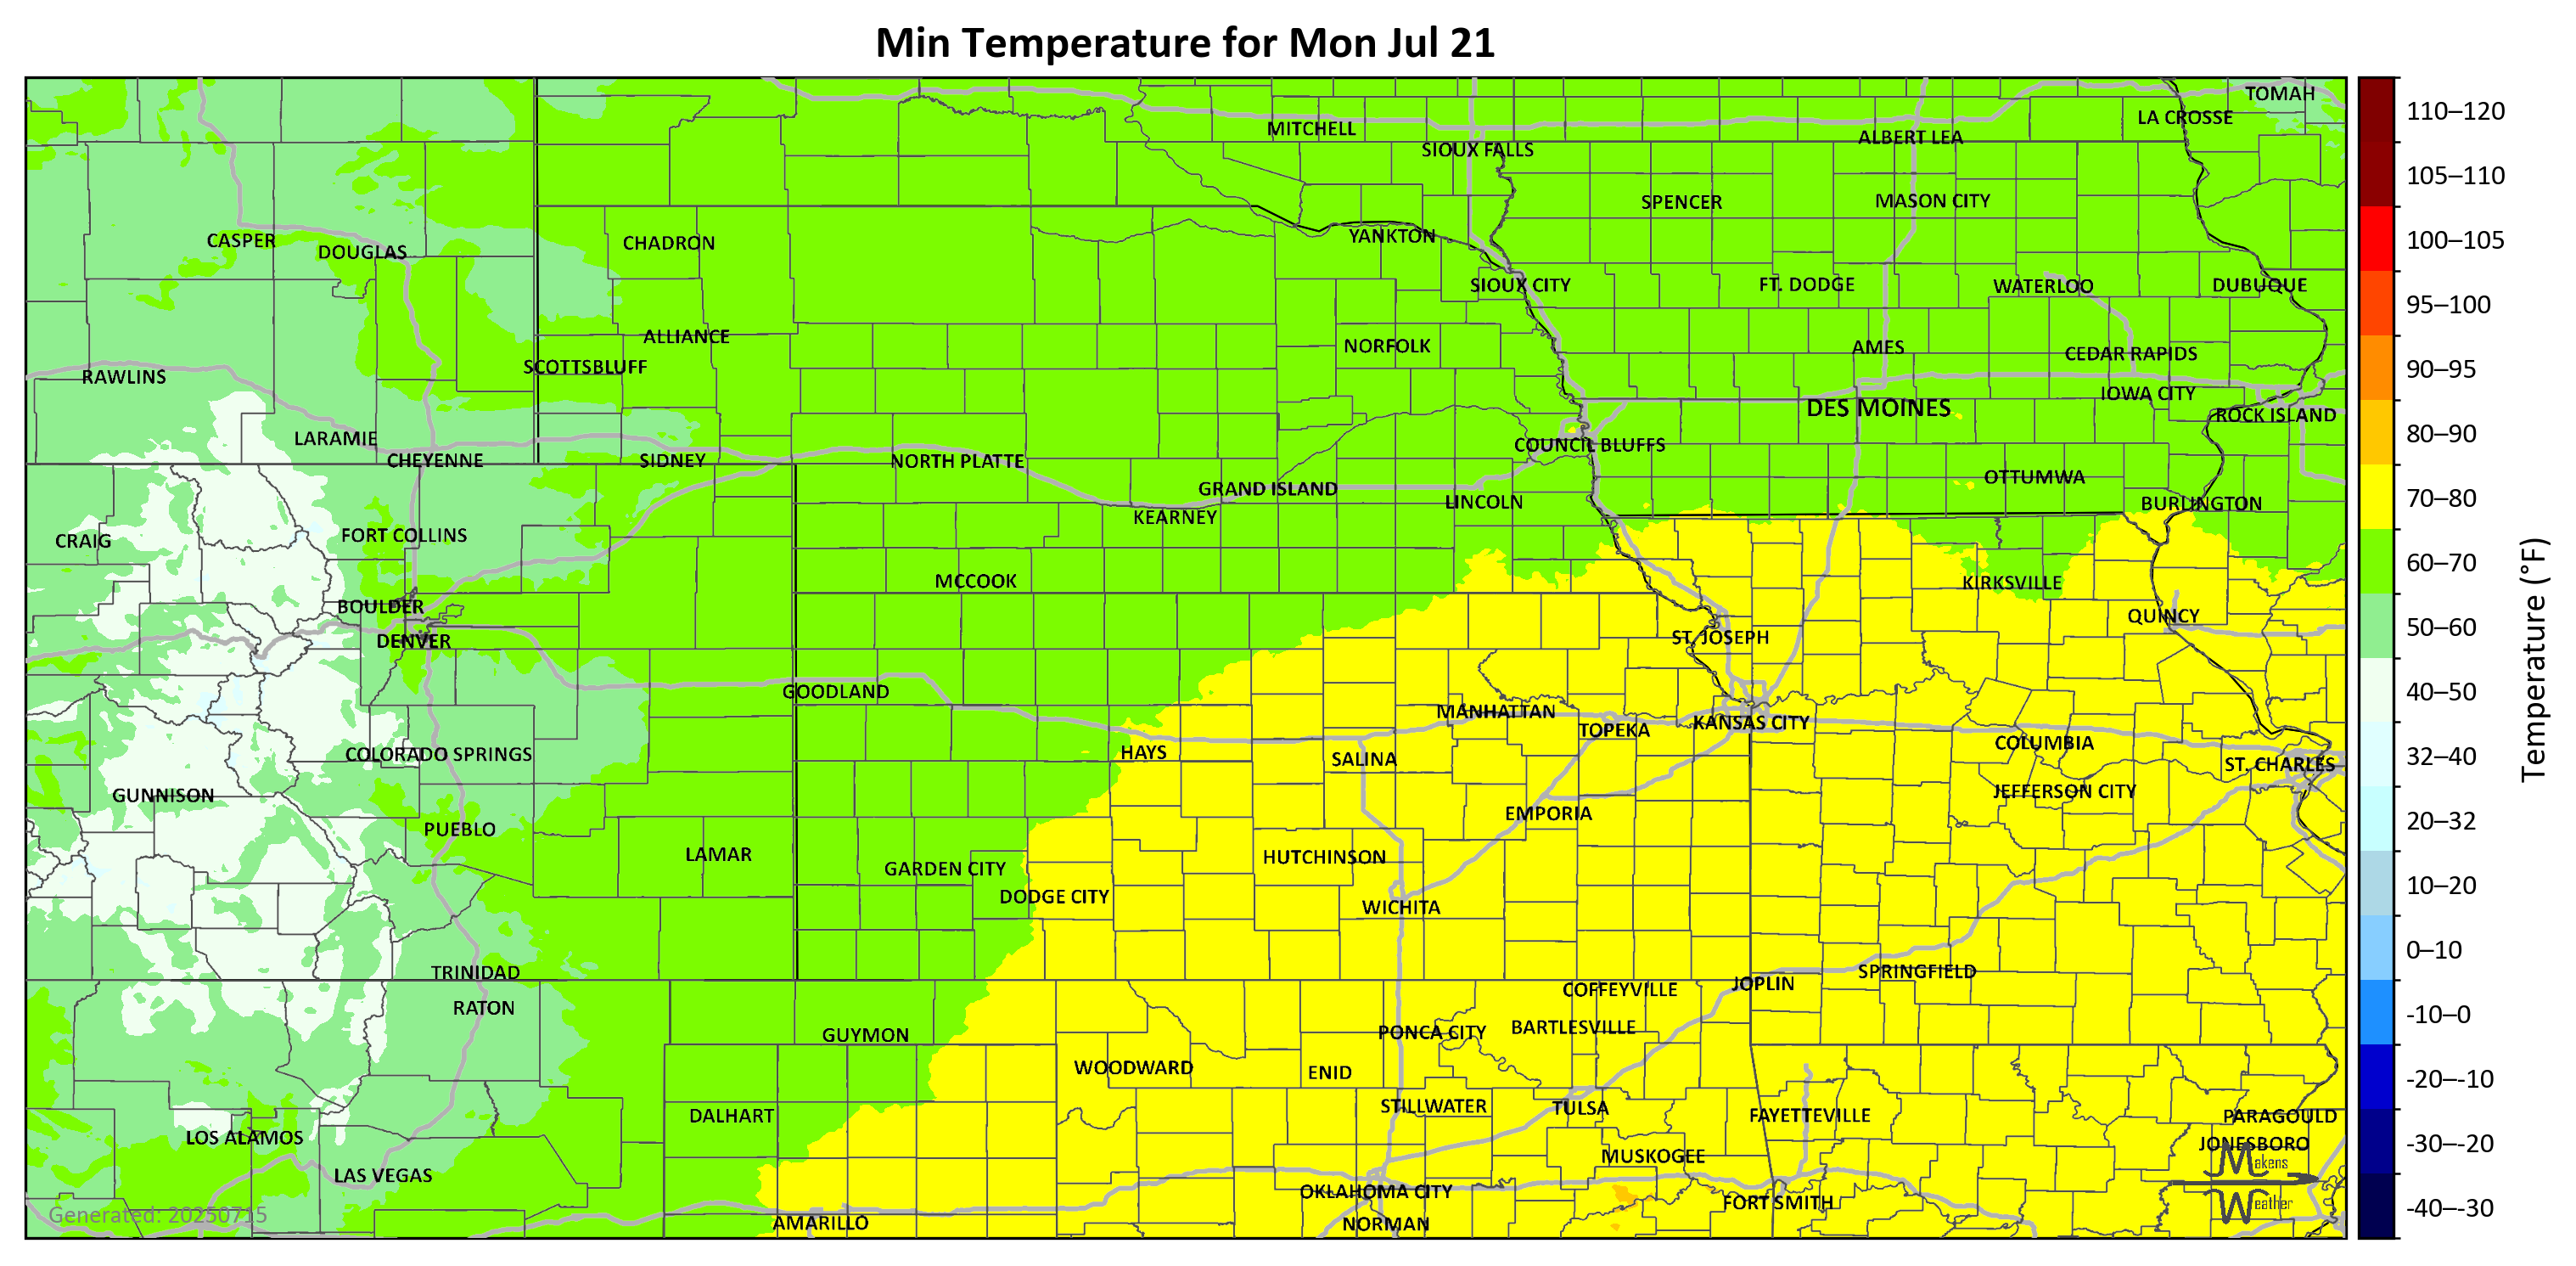 Min Temperature for Mon Jul 21
TOMAH
LA CROSSE
MITCHELL
ALBERT LEA
SIOUX FALLS
SPENCER
MASON CITY
YANKTON
CASPER
CHADRON
DOUGLAS
SIOUX CITY
FT. DODGE
WATERLOO
DUBUQUE
ALLIANCE
NORFOLK
AMES
CEDAR RAPIDS
SCOTTSBLUFF
RAWLINS
IOWA CITY
DES MOINES
ROCK ISLAND
LARAMIE
COUNCIL BLUFFS
CHEYENNE
SIDNEY
NORTH PLATTE
OTTUMWA
GRAND ISLAND
LINCOLN
BURLINGTON
KEARNEY
FORT COLLINS
CRAIG
MCCOOK
KIRKSVILLE
BOULDER
QUINCY
DENVER
ST. JOSEPH
GOODLAND
MANHATTAN
KANSAS CITY
TOPEKA
COLUMBIA
HAYS
COLORADO SPRINGS
SALINA
ST. CHARLES
GUNNISON
JEFFERSON CITY
EMPORIA
PUEBLO
LAMAR
HUTCHINSON
GARDEN CITY
DODGE CITY
WICHITA
TRINIDAD
SPRINGFIELD
JOPLIN
COFFEYVILLE
RATON
BARTLESVILLE
PONCA CITY
GUYMON
WOODWARD
ENID
STILLWATER
TULSA
DALHART
FAYETTEVILLE
PARAGOULD
LOS ALAMOS
JONESBORO
MUSKOGEE
LAS VEGAS
OKLAHOMA CITY
FORT SMITH
AMARILLO
NORMAN
Generated: 20250715
Makens
Weather
110–120
105–110
100–105
95–100
90–95
80–90
70–80
60–70
50–60
40–50
32–40
20–32
10–20
0–10
-10–0
-20–-10
-30–-20
-40–-30
Temperature (°F)